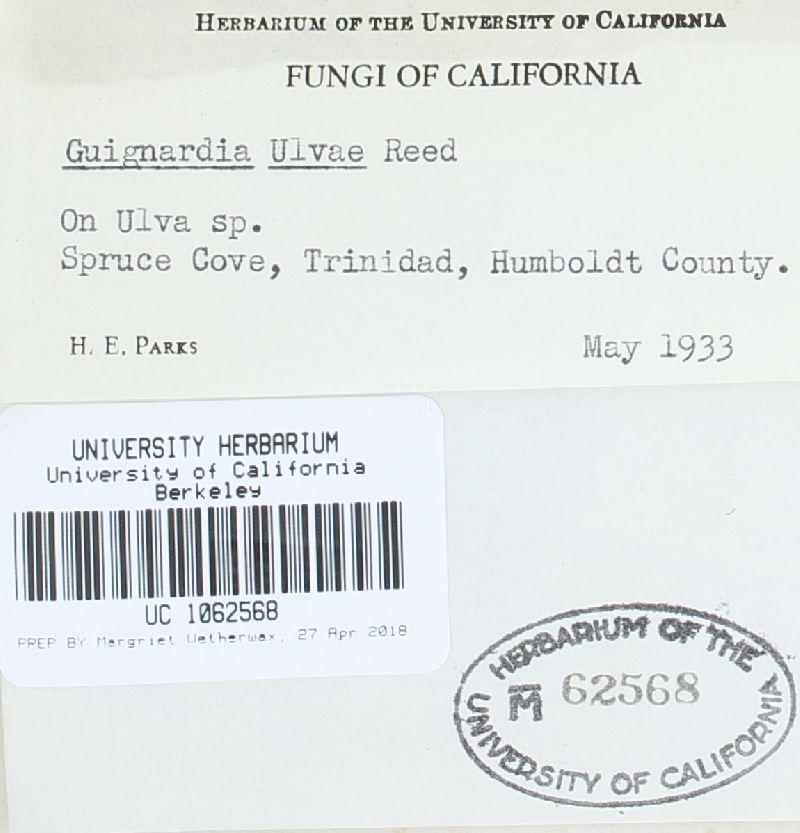 HERBARIUM OF THE UNIVERSITY OF CALIFORNIA
FUNGI OF CALIFORNIA
Guignardia Ulvae Reed
On Ulva sp.
Spruce Cove, Trinidad, Humboldt County.
H. E. PARKS May 1933
UNIVERSITY HERBARIUM
University of California
Berkeley
UC 1062568
PREP BY Margriet Wetherwax, 27 Apr 2018
HERBARIUM OF THE
M 62568
UNIVERSITY OF CALIFORNIA